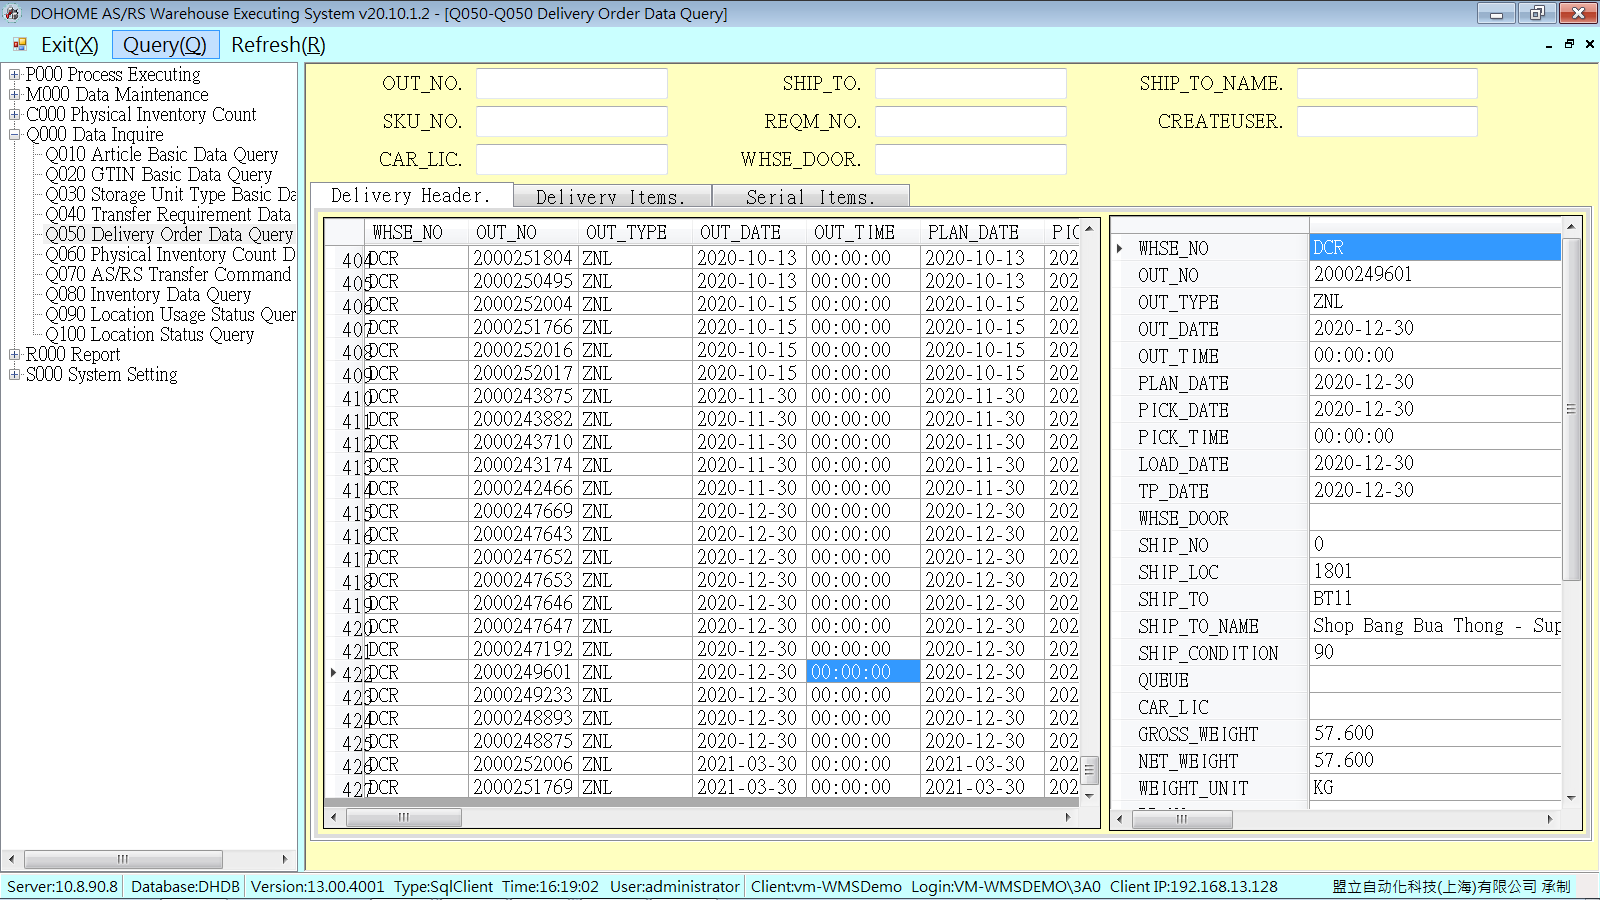 DOHOME AS/RS Warehouse Executing System v20.10.1.2 - [Q050-Q050 Delivery Order Data Query]
Exit(X) Query(Q) Refresh(R)
P000 Process Executing
M000 Data Maintenance
C000 Physical Inventory Count
Q000 Data Inquire
Q010 Article Basic Data Query
Q020 GTIN Basic Data Query
Q030 Storage Unit Type Basic Da
Q040 Transfer Requirement Data
Q050 Delivery Order Data Query
Q060 Physical Inventory Count D
Q070 AS/RS Transfer Command
Q080 Inventory Data Query
Q090 Location Usage Status Quer
Q100 Location Status Query
R000 Report
S000 System Setting
OUT_NO. SHIP_TO. SHIP_TO_NAME.
SKU_NO. REQM_NO. CREATEUSER.
CAR_LIC. WHSE_DOOR.
Delivery Header. Delivery Items. Serial Items.
WHSE_NO OUT_NO OUT_TYPE OUT_DATE OUT_TIME PLAN_DATE PIC
404 DCR 2000251804 ZNL 2020-10-13 00:00:00 2020-10-13 202
405 DCR 2000250495 ZNL 2020-10-13 00:00:00 2020-10-13 202
406 DCR 2000252004 ZNL 2020-10-15 00:00:00 2020-10-15 202
407 DCR 2000251766 ZNL 2020-10-15 00:00:00 2020-10-15 202
408 DCR 2000252016 ZNL 2020-10-15 00:00:00 2020-10-15 202
409 DCR 2000252017 ZNL 2020-10-15 00:00:00 2020-10-15 202
410 DCR 2000243875 ZNL 2020-11-30 00:00:00 2020-11-30 202
411 DCR 2000243882 ZNL 2020-11-30 00:00:00 2020-11-30 202
412 DCR 2000243710 ZNL 2020-11-30 00:00:00 2020-11-30 202
413 DCR 2000243174 ZNL 2020-11-30 00:00:00 2020-11-30 202
414 DCR 2000242466 ZNL 2020-11-30 00:00:00 2020-11-30 202
415 DCR 2000247669 ZNL 2020-12-30 00:00:00 2020-12-30 202
416 DCR 2000247643 ZNL 2020-12-30 00:00:00 2020-12-30 202
417 DCR 2000247652 ZNL 2020-12-30 00:00:00 2020-12-30 202
418 DCR 2000247653 ZNL 2020-12-30 00:00:00 2020-12-30 202
419 DCR 2000247646 ZNL 2020-12-30 00:00:00 2020-12-30 202
420 DCR 2000247647 ZNL 2020-12-30 00:00:00 2020-12-30 202
421 DCR 2000247192 ZNL 2020-12-30 00:00:00 2020-12-30 202
422 DCR 2000249601 ZNL 2020-12-30 00:00:00 2020-12-30 202
423 DCR 2000249233 ZNL 2020-12-30 00:00:00 2020-12-30 202
424 DCR 2000248893 ZNL 2020-12-30 00:00:00 2020-12-30 202
425 DCR 2000248875 ZNL 2020-12-30 00:00:00 2020-12-30 202
426 DCR 2000252006 ZNL 2021-03-30 00:00:00 2021-03-30 202
427 DCR 2000251769 ZNL 2021-03-30 00:00:00 2021-03-30 202
WHSE_NO DCR
OUT_NO 2000249601
OUT_TYPE ZNL
OUT_DATE 2020-12-30
OUT_TIME 00:00:00
PLAN_DATE 2020-12-30
PICK_DATE 2020-12-30
PICK_TIME 00:00:00
LOAD_DATE 2020-12-30
TP_DATE 2020-12-30
WHSE_DOOR
SHIP_NO 0
SHIP_LOC 1801
SHIP_TO BT11
SHIP_TO_NAME Shop Bang Bua Thong - Sup
SHIP_CONDITION 90
QUEUE
CAR_LIC
GROSS_WEIGHT 57.600
NET_WEIGHT 57.600
WEIGHT_UNIT KG
Server:10.8.90.8 Database:DHDB Version:13.00.4001 Type:SqlClient Time:16:19:02 User:administrator Client:vm-WMSDemo Login:VM-WMSDEMO\3A0 Client IP:192.168.13.128 盟立自动化科技(上海)有限公司 承制